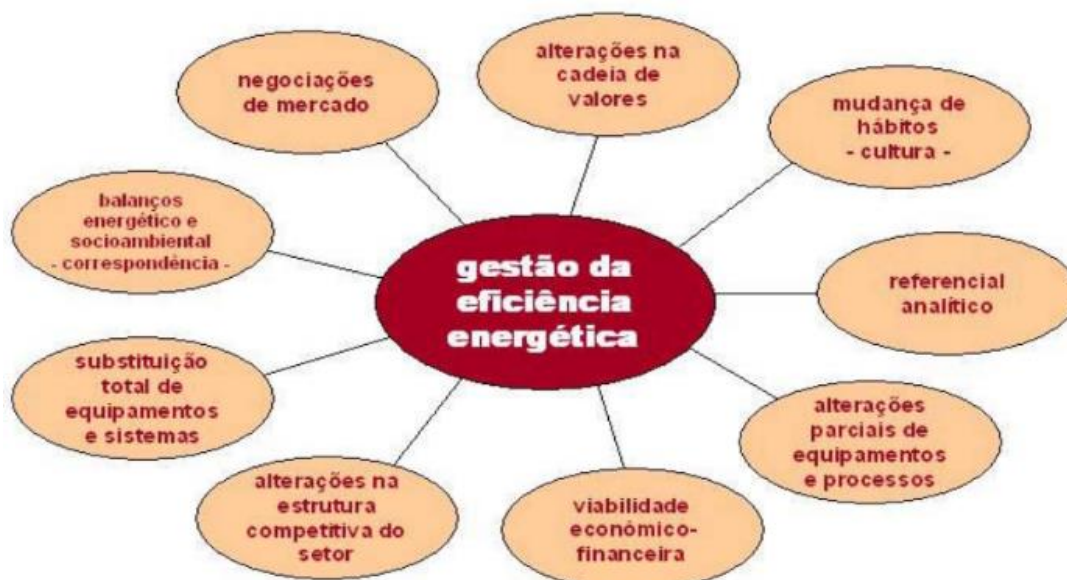 negociações
de mercado
alterações na
cadeia de
valores
mudança de
hábitos
- cultura -
balanços
energético e
socioambiental
- correspondência -
gestão da
eficiência
energética
referencial
analítico
substituição
total de
equipamentos
e sistemas
alterações
parciais de
equipamentos
e processos
alterações na
estrutura
competitiva do
setor
viabilidade
econômico-
financeira